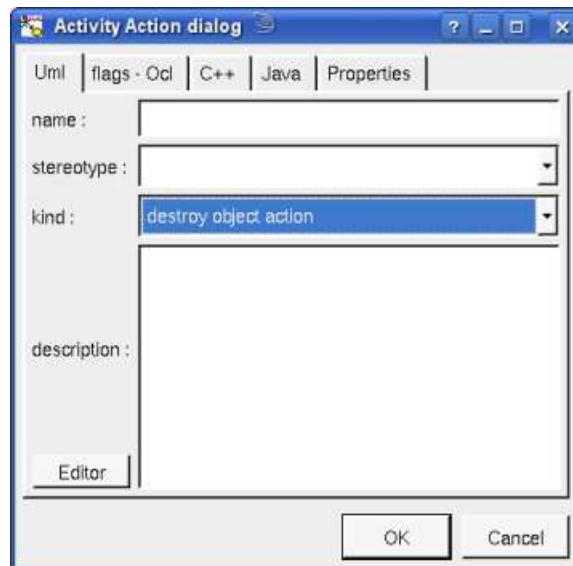 Activity Action dialog
Uml
flags - Ocl
C++
Java
Properties
name :
stereotype :
kind :
destroy object action
description :
Editor
OK
Cancel